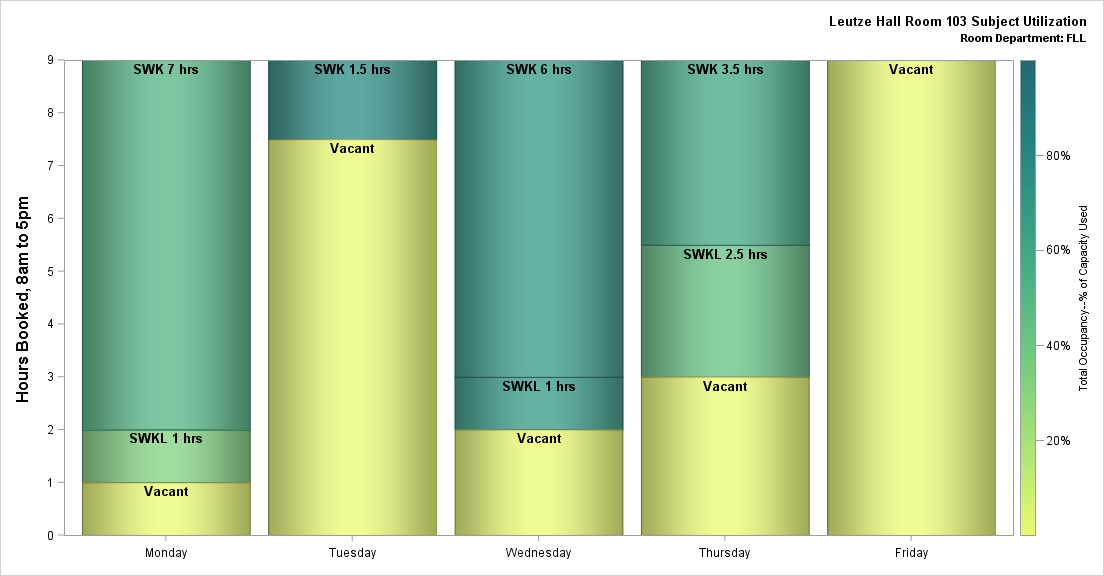 Leutze Hall Room 103 Subject Utilization
Room Department: FLL
Hours Booked, 8am to 5pm
9
8
7
6
5
4
3
2
1
0
SWK 7 hrs
SWKL 1 hrs
Vacant
SWK 1.5 hrs
Vacant
SWK 6 hrs
SWKL 1 hrs
Vacant
SWK 3.5 hrs
SWKL 2.5 hrs
Vacant
Vacant
Monday
Tuesday
Wednesday
Thursday
Friday
80%
60%
40%
20%
Total Occupancy--% of Capacity Used